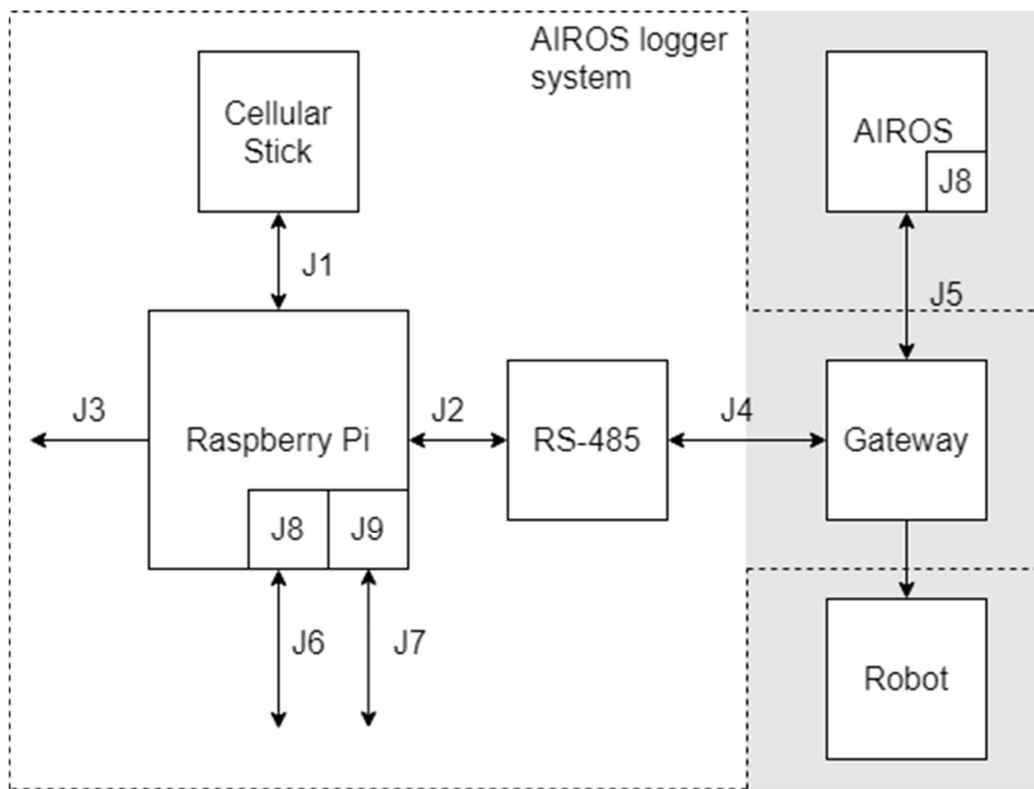 AIROS logger
system
Cellular
Stick
AIROS
J8
J1
J5
J3
Raspberry Pi
J2
RS-485
J4
Gateway
J8
J9
J6
J7
Robot